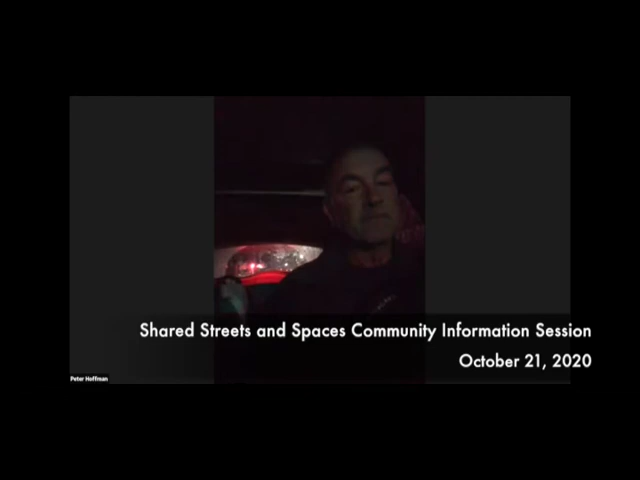 Shared Streets and Spaces Community Information Session
October 21, 2020
Peter Hoffman